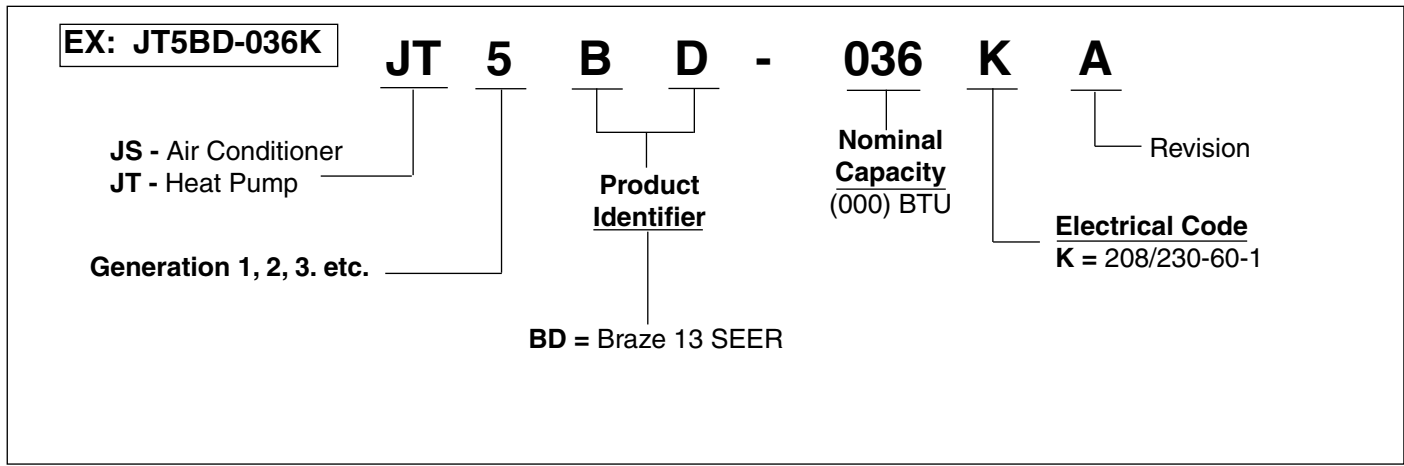 EX: JT5BD-036K
JT 5 B D - 036 K A
JS - Air Conditioner
JT - Heat Pump
Generation 1, 2, 3. etc.
Product
Identifier
BD = Braze 13 SEER
Nominal
Capacity
(000) BTU
Revision
Electrical Code
K = 208/230-60-1